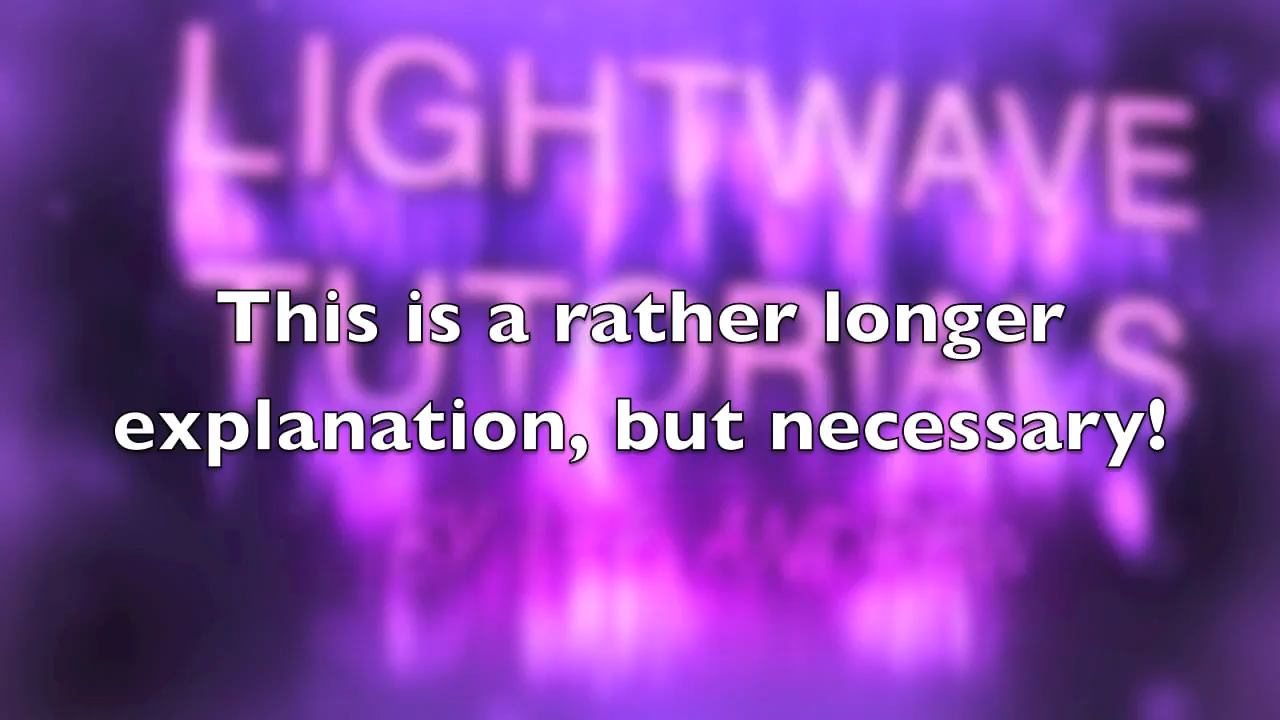 LIGHTWAVE
TUTORIALS
This is a rather longer
explanation, but necessary!